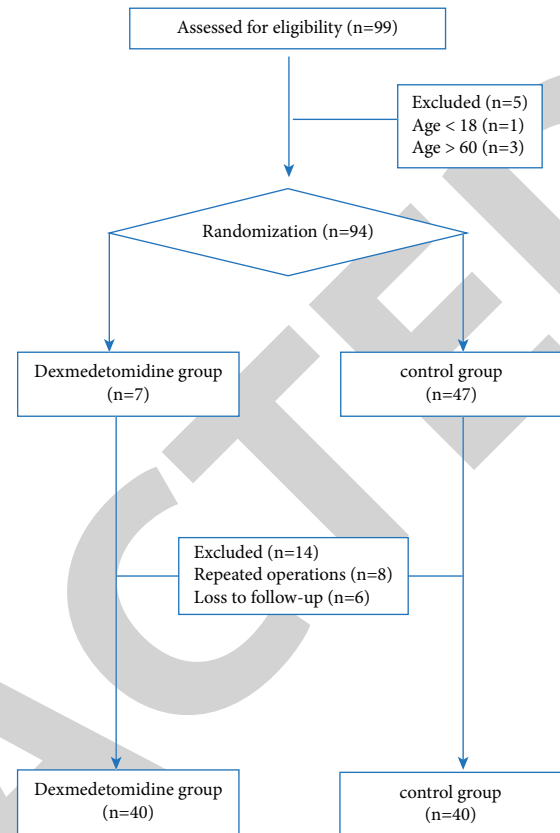 Assessed for eligibility (n=99)
Excluded (n=5)
Age < 18 (n=1)
Age > 60 (n=3)
Randomization (n=94)
Dexmedetomidine group
(n=7)
control group
(n=47)
Excluded (n=14)
Repeated operations (n=8)
Loss to follow-up (n=6)
Dexmedetomidine group
(n=40)
control group
(n=40)